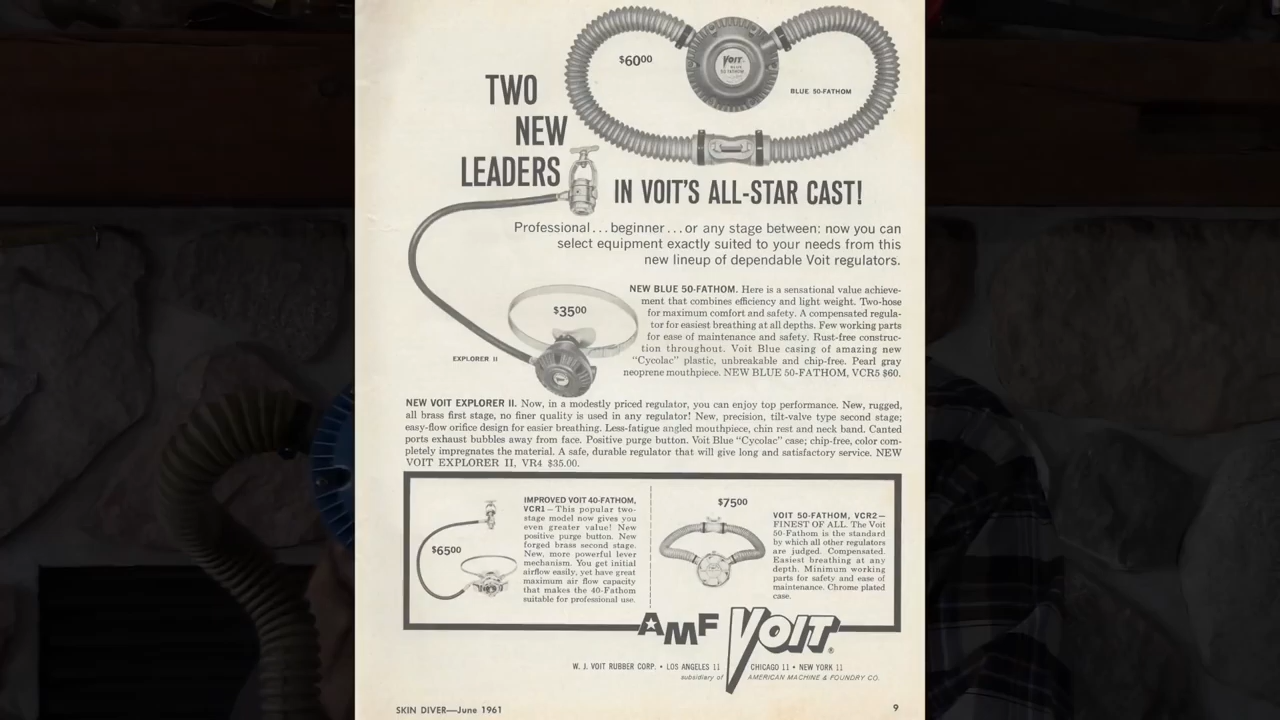 $60⁰⁰
VOIT
BLUE
50 FATHOM
BLUE 50-FATHOM
TWO
NEW
LEADERS
IN VOIT'S ALL-STAR CAST!
Professional...beginner...or any stage between: now you can
select equipment exactly suited to your needs from this
new lineup of dependable Voit regulators.
NEW BLUE 50-FATHOM. Here is a sensational value achieve-
ment that combines efficiency and light weight. Two-hose
for maximum comfort and safety. A compensated regula-
tor for easiest breathing at all depths. Few working parts
for ease of maintenance and safety. Rust-free construc-
tion throughout. Voit Blue casing of amazing new
"Cycolac" plastic, unbreakable and chip-free. Pearl gray
neoprene mouthpiece. NEW BLUE 50-FATHOM, VCR5 $60.
$35⁰⁰
EXPLORER II
NEW VOIT EXPLORER II. Now, in a modestly priced regulator, you can enjoy top performance. New, rugged,
all brass first stage, no finer quality is used in any regulator! New, precision, tilt-valve type second stage;
easy-flow orifice design for easier breathing. Less-fatigue angled mouthpiece, chin rest and neck band. Canted
ports exhaust bubbles away from face. Positive purge button. Voit Blue "Cycolac" case; chip-free, color com-
pletely impregnates the material. A safe, durable regulator that will give long and satisfactory service. NEW
VOIT EXPLORER II, VR4 $35.00.
$65⁰⁰
IMPROVED VOIT 40-FATHOM,
VCR1—This popular two-
stage model now gives you
even greater value! New
positive purge button. New
forged brass second stage.
New, more powerful lever
mechanism. You get initial
airflow easily, yet have great
maximum air flow capacity
that makes the 40-Fathom
suitable for professional use.
$75⁰⁰
VOIT 50-FATHOM, VCR2—
FINEST OF ALL. The Voit
50-Fathom is the standard
by which all other regulators
are judged. Compensated.
Easiest breathing at any
depth. Minimum working
parts for safety and ease of
maintenance. Chrome plated
case.
AMF VOIT®
W. J. VOIT RUBBER CORP. • LOS ANGELES 11 CHICAGO 11 • NEW YORK 11
subsidiary of AMERICAN MACHINE & FOUNDRY CO.
SKIN DIVER—June 1961
9